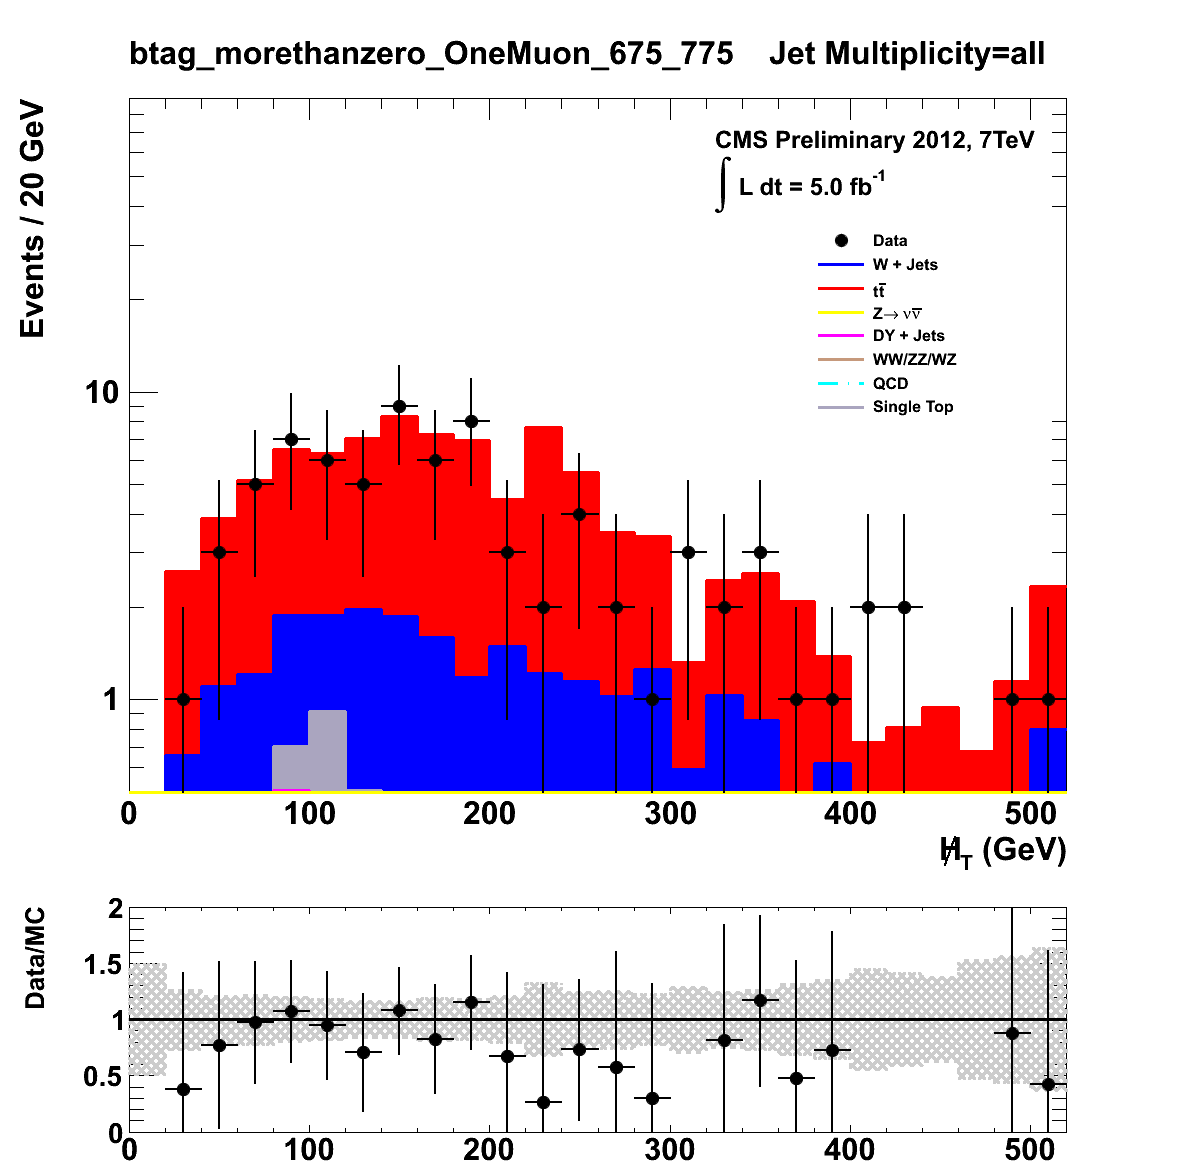 btag_morethanzero_OneMuon_675_775 Jet Multiplicity=all
Events / 20 GeV
CMS Preliminary 2012, 7TeV
∫ L dt = 5.0 fb⁻¹
Data
W + Jets
tt̅
Z→ νν̅
DY + Jets
WW/ZZ/WZ
QCD
Single Top
10
1
0 100 200 300 400 500
H̸_T (GeV)
Data/MC
2
1.5
1
0.5
0
0 100 200 300 400 500